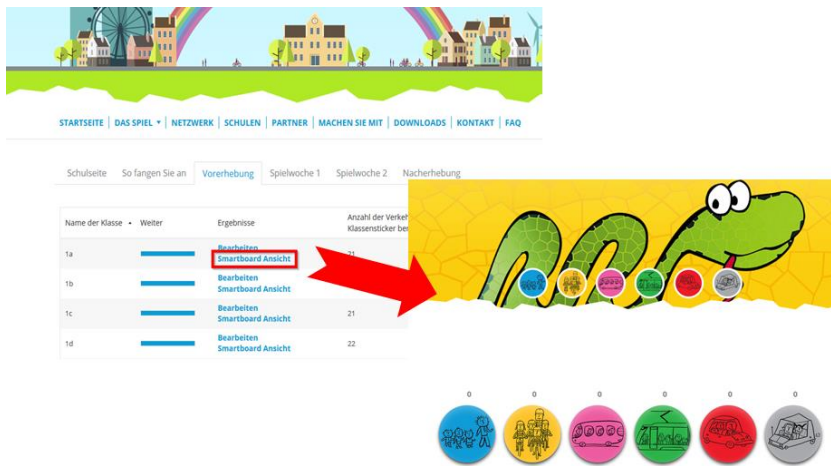 STARTSEITE | DAS SPIEL ▾ | NETZWERK | SCHULEN | PARTNER | MACHEN SIE MIT | DOWNLOADS | KONTAKT | FAQ
Schulseite So fangen Sie an Vorerhebung Spielwoche 1 Spielwoche 2 Nacherhebung
Name der Klasse Weiter Ergebnisse Anzahl der Verkeh
Klassensticker ber
1a Bearbeiten
Smartboard Ansicht 21
1b Bearbeiten
Smartboard Ansicht
1c Bearbeiten
Smartboard Ansicht 21
1d Bearbeiten
Smartboard Ansicht 22
0 0 0 0 0 0